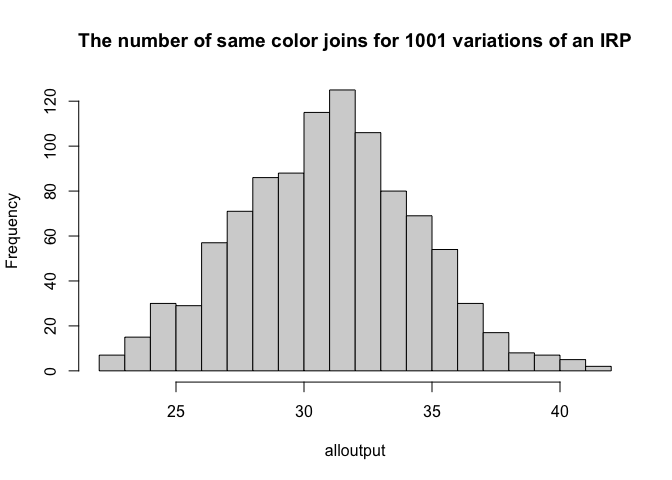 The number of same color joins for 1001 variations of an IRP
120
100
80
60
40
20
0
Frequency
25 30 35 40
alloutput